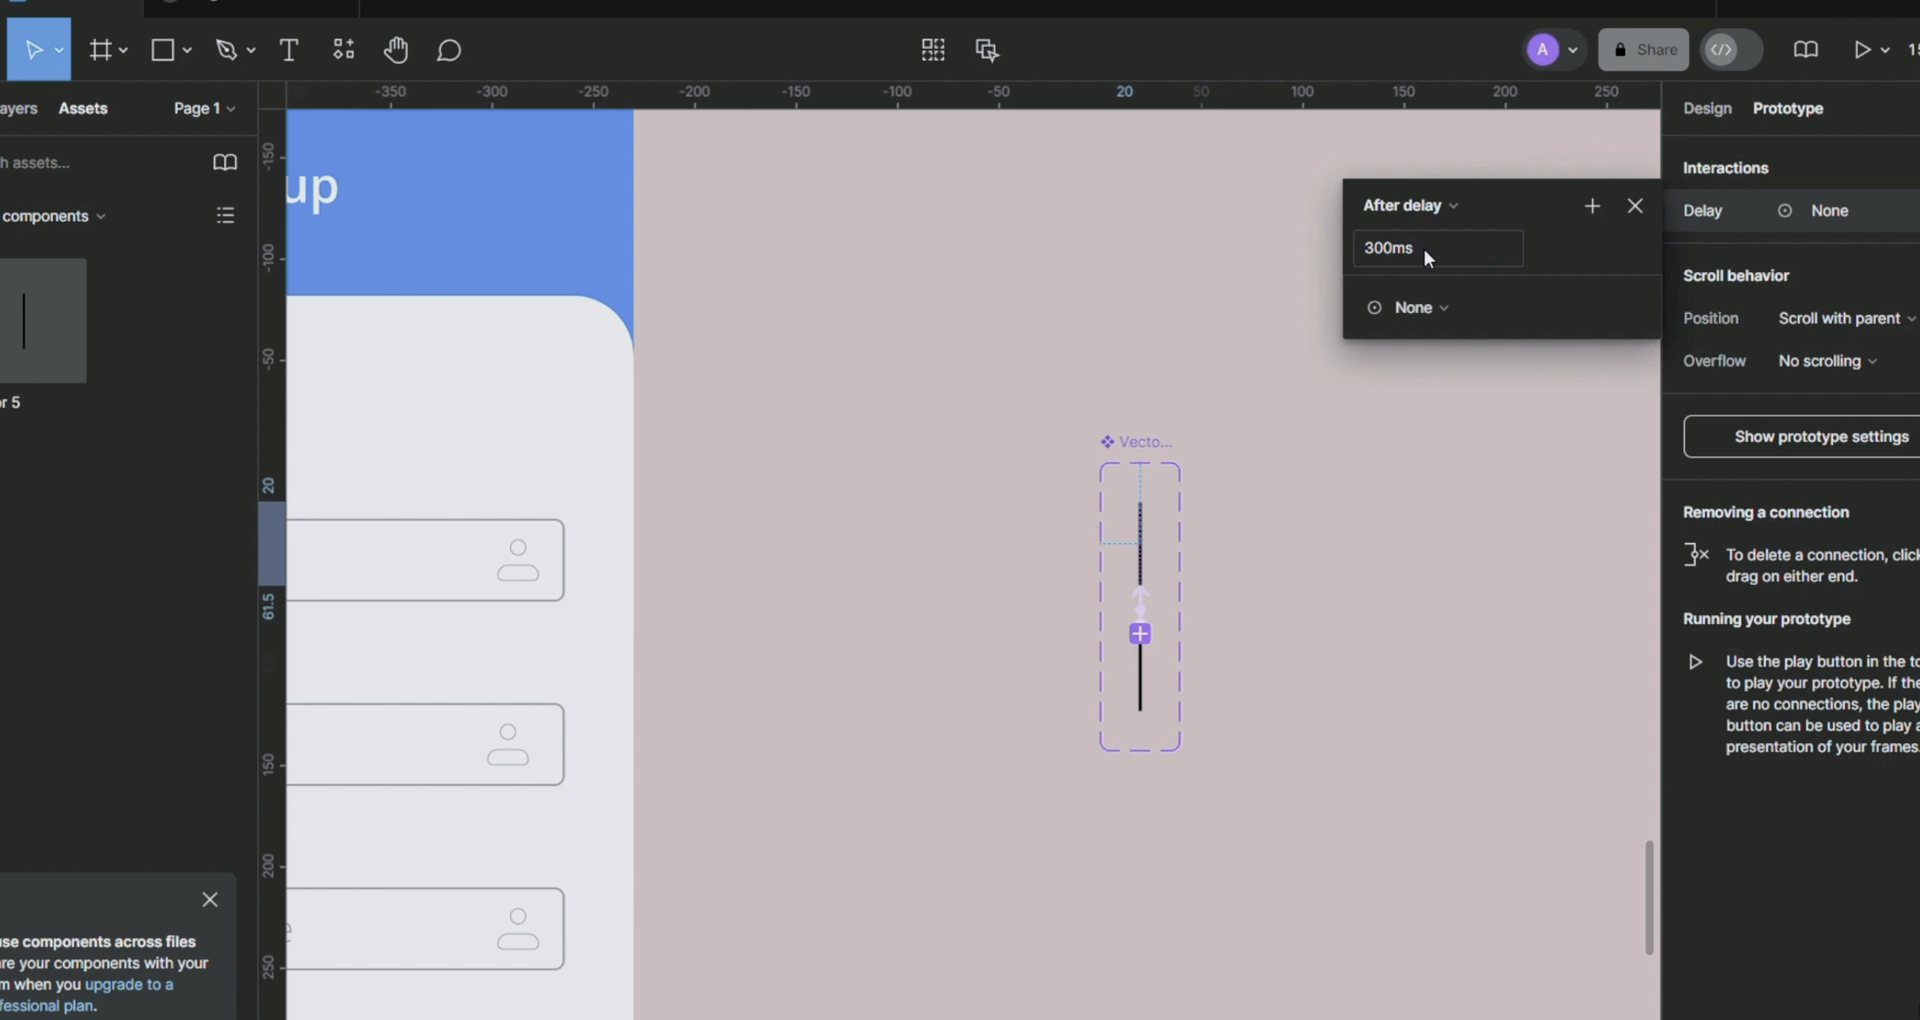 Share
15
ayers Assets Page 1
-350 -300 -250 -200 -150 -100 -50 20 50 100 150 200 250
Design Prototype
h assets...
Interactions
up
After delay
Delay None
components
300ms
Scroll behavior
None
Position Scroll with parent
Overflow No scrolling
or 5
Show prototype settings
Vecto...
Removing a connection
To delete a connection, click
drag on either end.
Running your prototype
Use the play button in the to
to play your prototype. If the
are no connections, the play
button can be used to play a
presentation of your frames.
-150
-100
-50
20
61.5
150
200
250
A
use components across files
are your components with your
m when you upgrade to a
fessional plan.